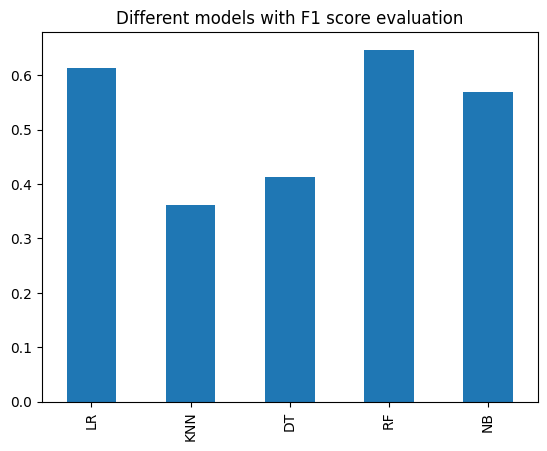 Different models with F1 score evaluation
0.6
0.5
0.4
0.3
0.2
0.1
0.0
LR
KNN
DT
RF
NB